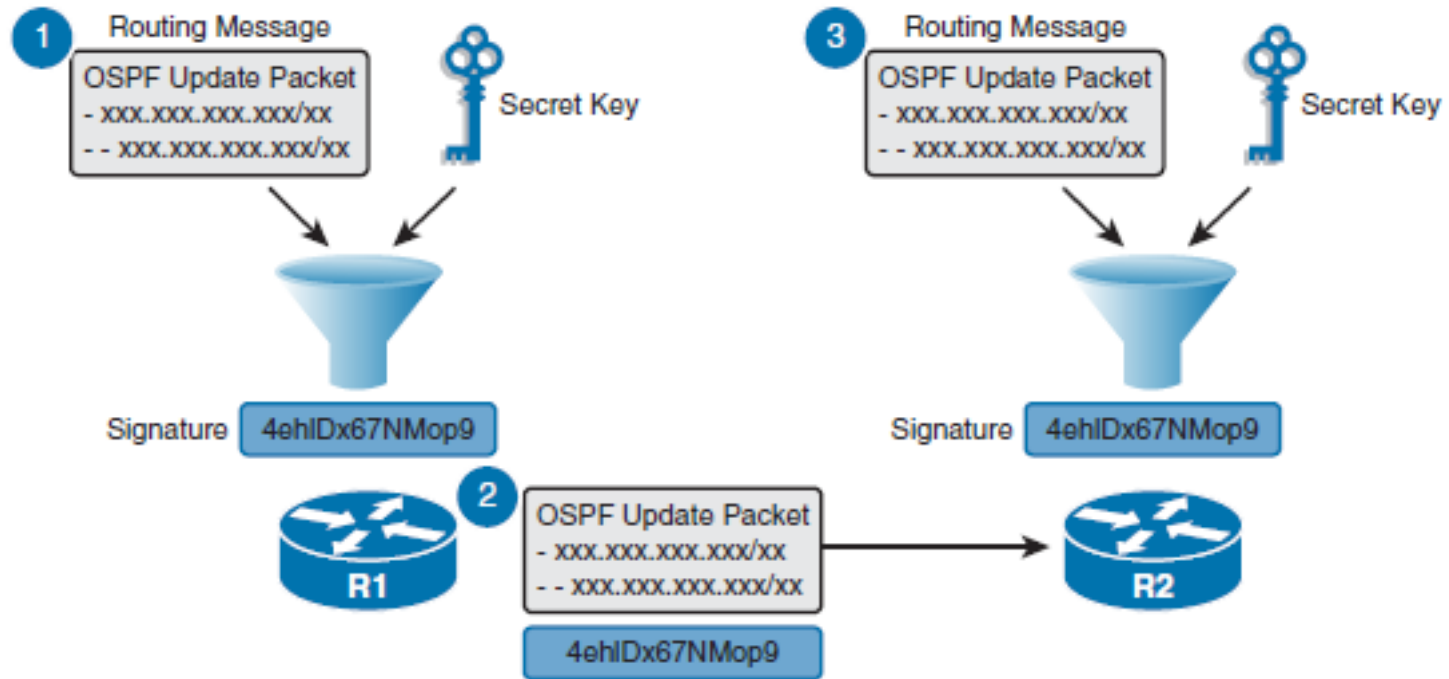 1
Routing Message
OSPF Update Packet
- xxx.xxx.xxx.xxx/xx
- - xxx.xxx.xxx.xxx/xx
Secret Key
Signature
4ehIDx67NMop9
R1
2
OSPF Update Packet
- xxx.xxx.xxx.xxx/xx
- - xxx.xxx.xxx.xxx/xx
4ehIDx67NMop9
3
Routing Message
OSPF Update Packet
- xxx.xxx.xxx.xxx/xx
- - xxx.xxx.xxx.xxx/xx
Secret Key
Signature
4ehIDx67NMop9
R2